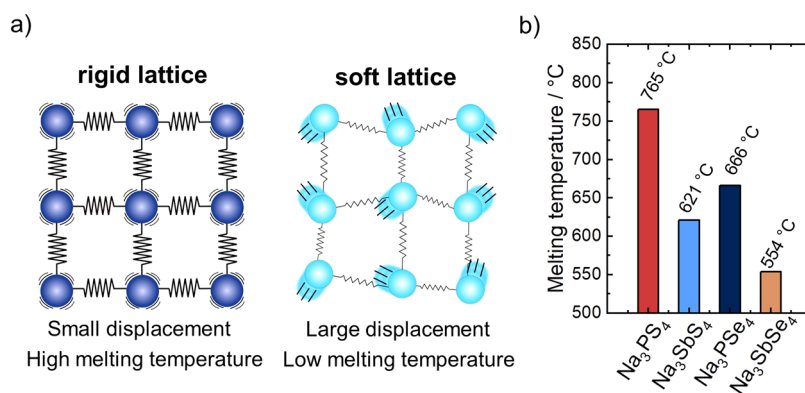 a)
rigid lattice
soft lattice
Small displacement
High melting temperature
Large displacement
Low melting temperature
b)
Melting temperature / °C
850
800
750
700
650
600
550
500
765 °C
621 °C
666 °C
554 °C
Na₃PS₄
Na₃SbS₄
Na₃PSe₄
Na₃SbSe₄